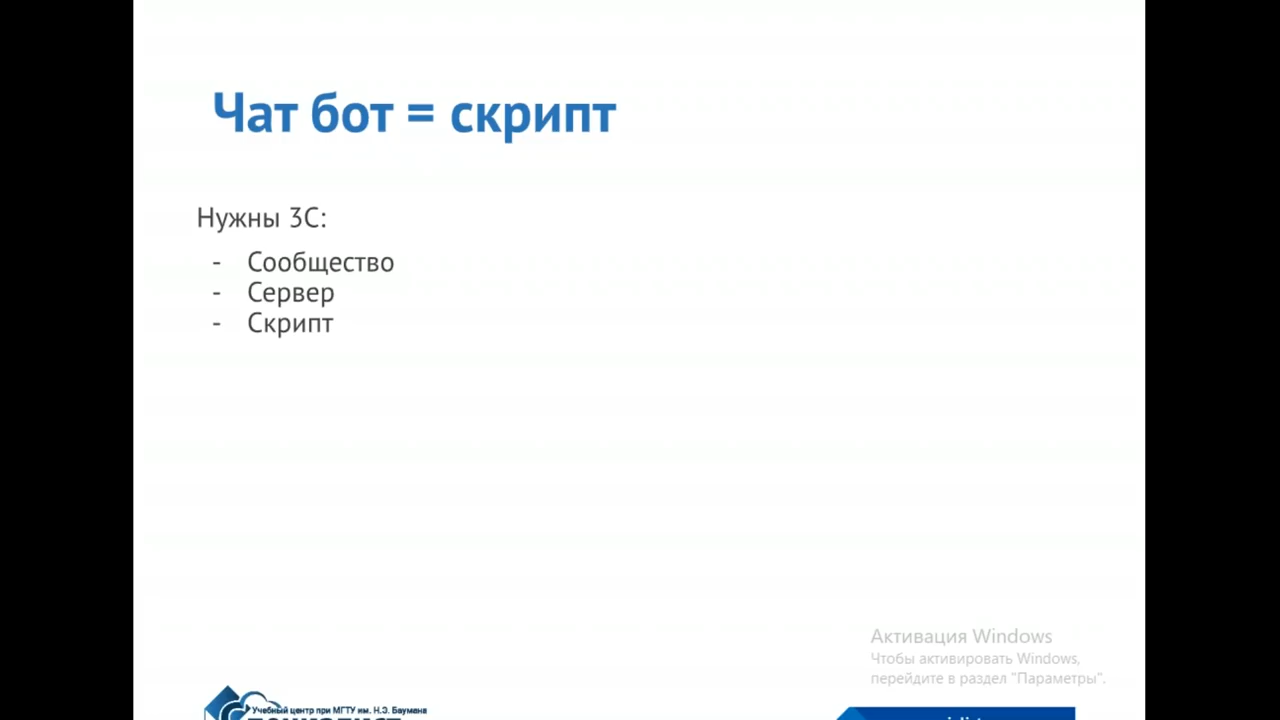 Чат бот = скрипт
Нужны 3С:
- Сообщество
- Сервер
- Скрипт
Активация Windows
Чтобы активировать Windows,
перейдите в раздел "Параметры".
Учебный центр при МГТУ им. Н.Э. Баумана